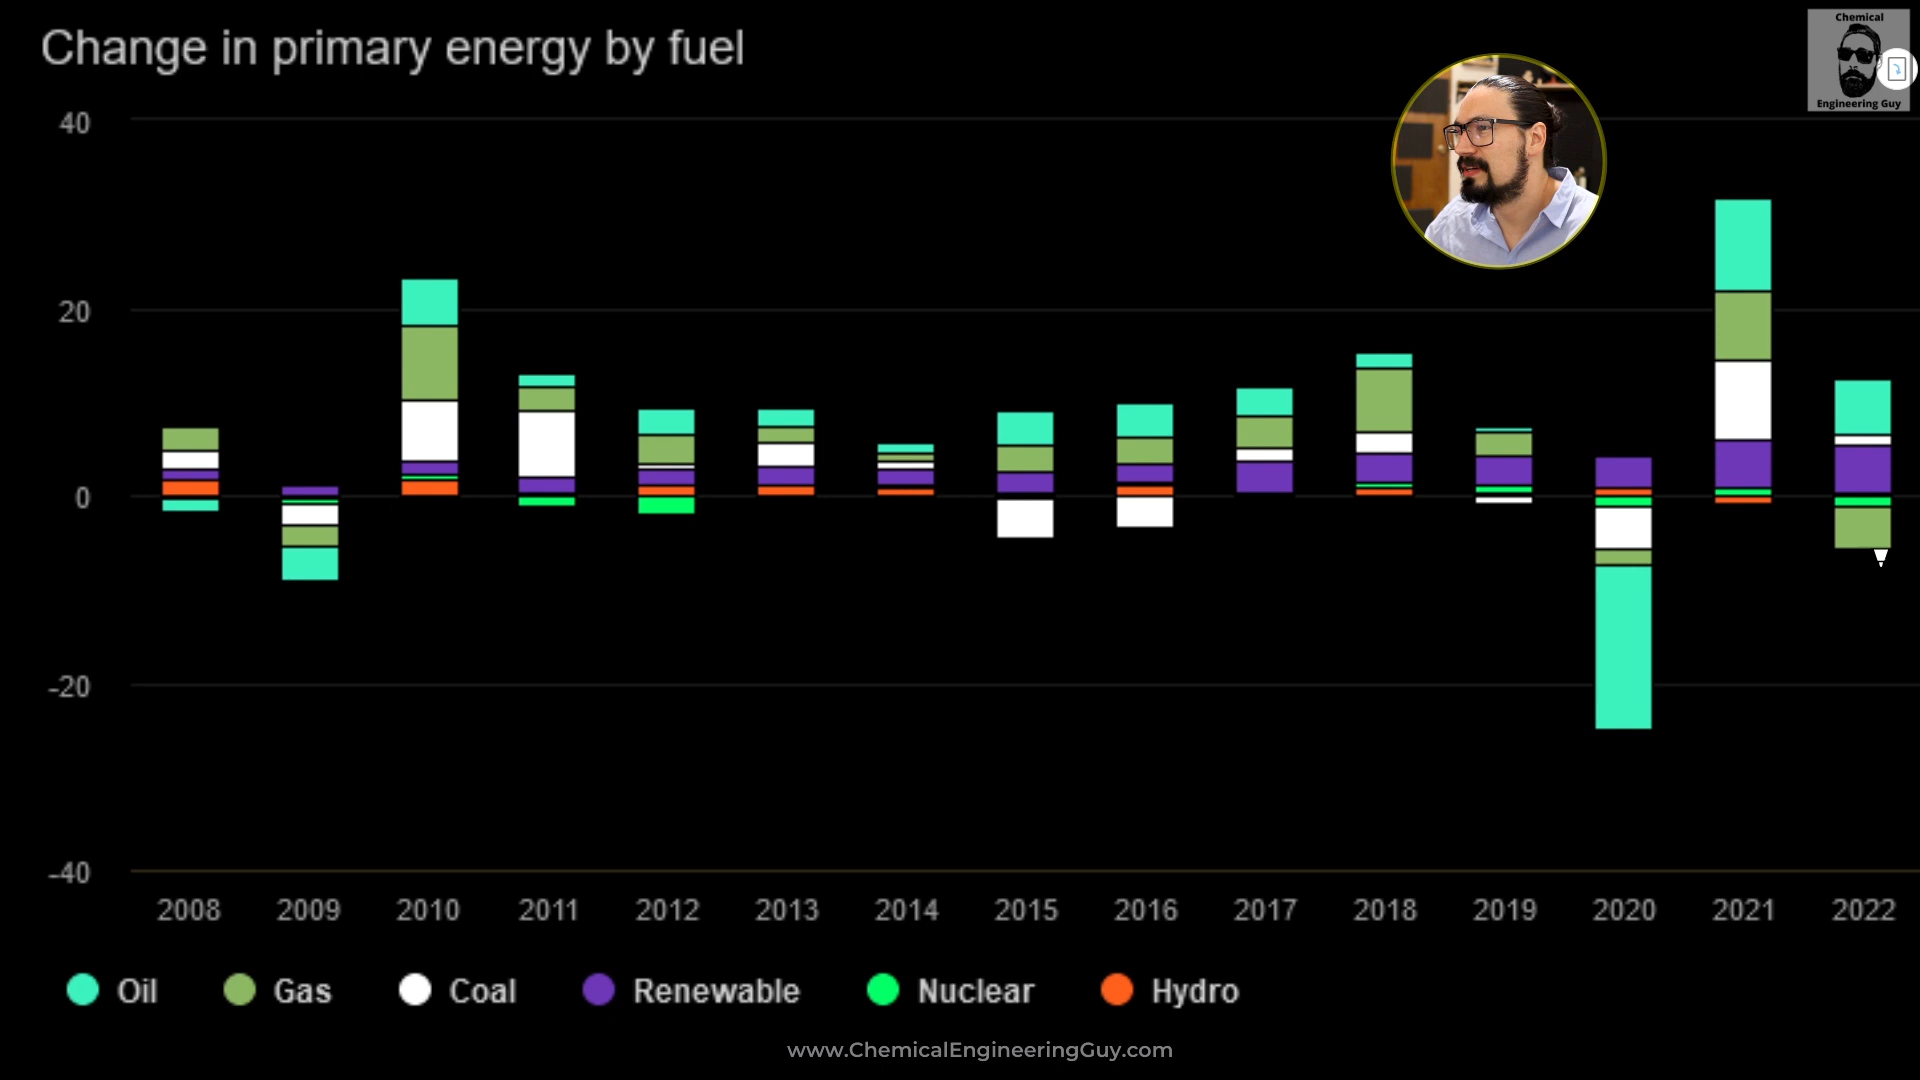 Change in primary energy by fuel
Chemical
Engineering Guy
40
20
0
-20
-40
2008 2009 2010 2011 2012 2013 2014 2015 2016 2017 2018 2019 2020 2021 2022
Oil Gas Coal Renewable Nuclear Hydro
www.ChemicalEngineeringGuy.com